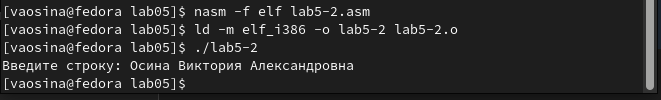 [vaosina@fedora lab05]$ nasm -f elf lab5-2.asm
[vaosina@fedora lab05]$ ld -m elf_i386 -o lab5-2 lab5-2.o
[vaosina@fedora lab05]$ ./lab5-2
Введите строку: Осина Виктория Александровна
[vaosina@fedora lab05]$